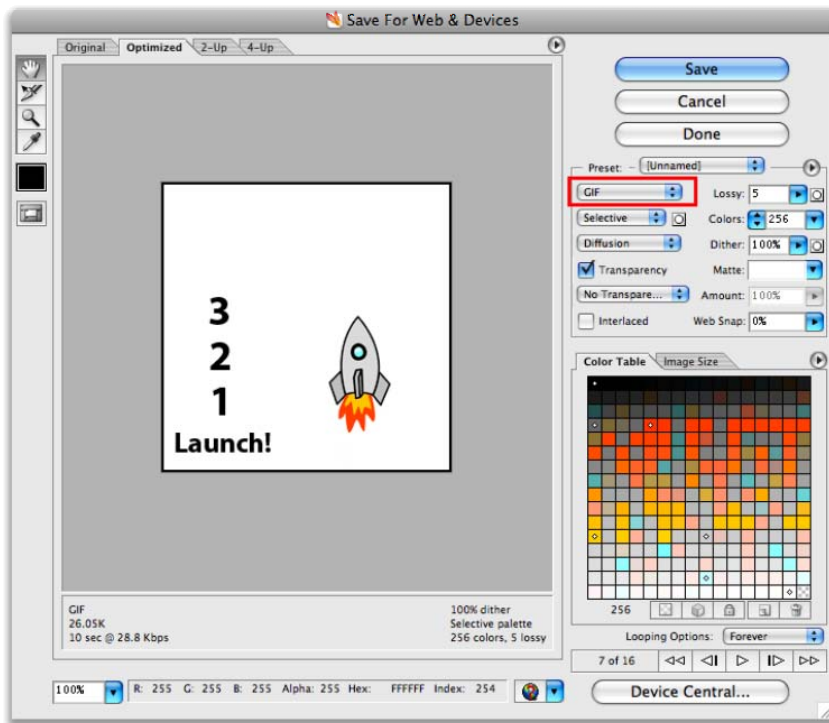 Save For Web & Devices
Original Optimized 2-Up 4-Up
Save
Cancel
Done
Preset: [Unnamed]
GIF Lossy: 5
Selective Colors: 256
Diffusion Dither: 100%
Transparency Matte:
No Transpare... Amount: 100%
Interlaced Web Snap: 0%
3
2
1
Launch!
Color Table Image Size
256
GIF 100% dither
26.05K Selective palette
10 sec @ 28.8 Kbps 256 colors, 5 lossy
Looping Options: Forever
7 of 16
100% R: 255 G: 255 B: 255 Alpha: 255 Hex: FFFFFF Index: 254
Device Central...